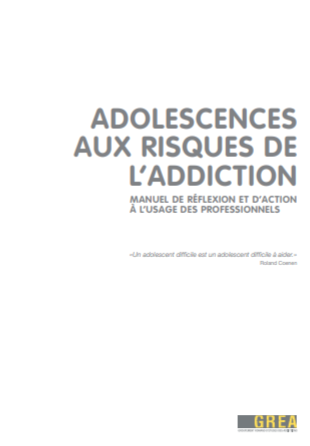 ADOLESCENCES
AUX RISQUES DE
L'ADDICTION
MANUEL DE RÉFLEXION ET D'ACTION
À L'USAGE DES PROFESSIONNELS
«Un adolescent difficile est un adolescent difficile à aider.»
Roland Coenen
GREA